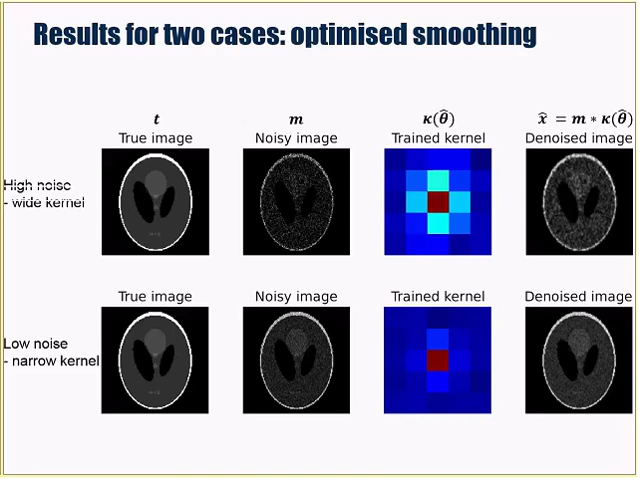 Results for two cases: optimised smoothing
t m κ(θ̂) x̂ = m ∗ κ(θ̂)
True image Noisy image Trained kernel Denoised image
High noise
- wide kernel
True image Noisy image Trained kernel Denoised image
Low noise
- narrow kernel